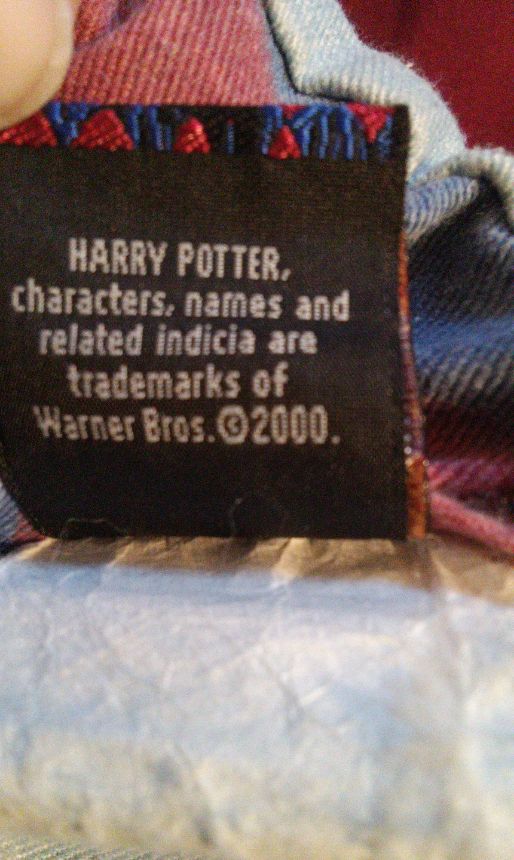 HARRY POTTER,
characters, names and
related indicia are
trademarks of
Warner Bros.©2000.